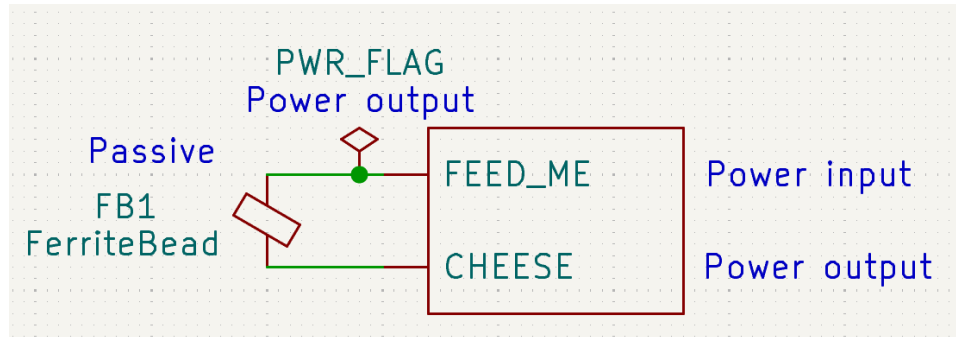 PWR_FLAG
Power output
Passive
FB1
FerriteBead
FEED_ME
Power input
CHEESE
Power output